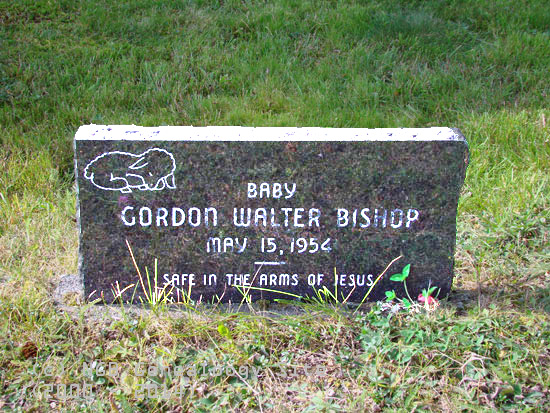 BABY
GORDON WALTER BISHOP
MAY 15, 1954
SAFE IN THE ARMS OF JESUS